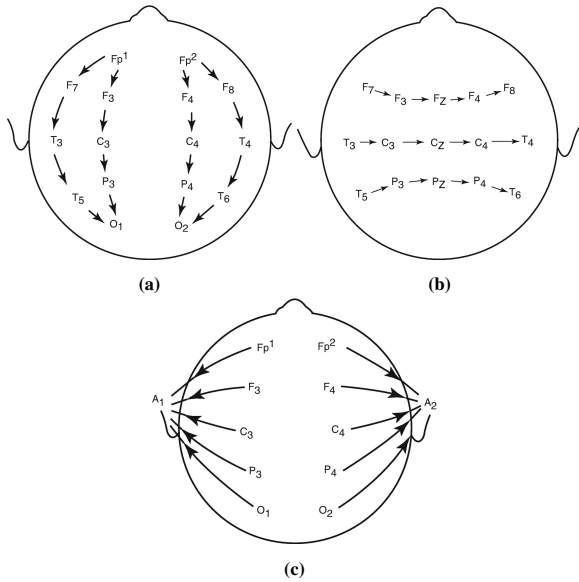 Fp1 Fp2
F7 F3 F4 F8
T3 C3 C4 T4
T5 P3 P4 T6
O1 O2
(a)
F7 F3 FZ F4 F8
T3 C3 CZ C4 T4
T5 P3 PZ P4 T6
(b)
Fp1 Fp2
A1 F3 F4 A2
C3 C4
P3 P4
O1 O2
(c)